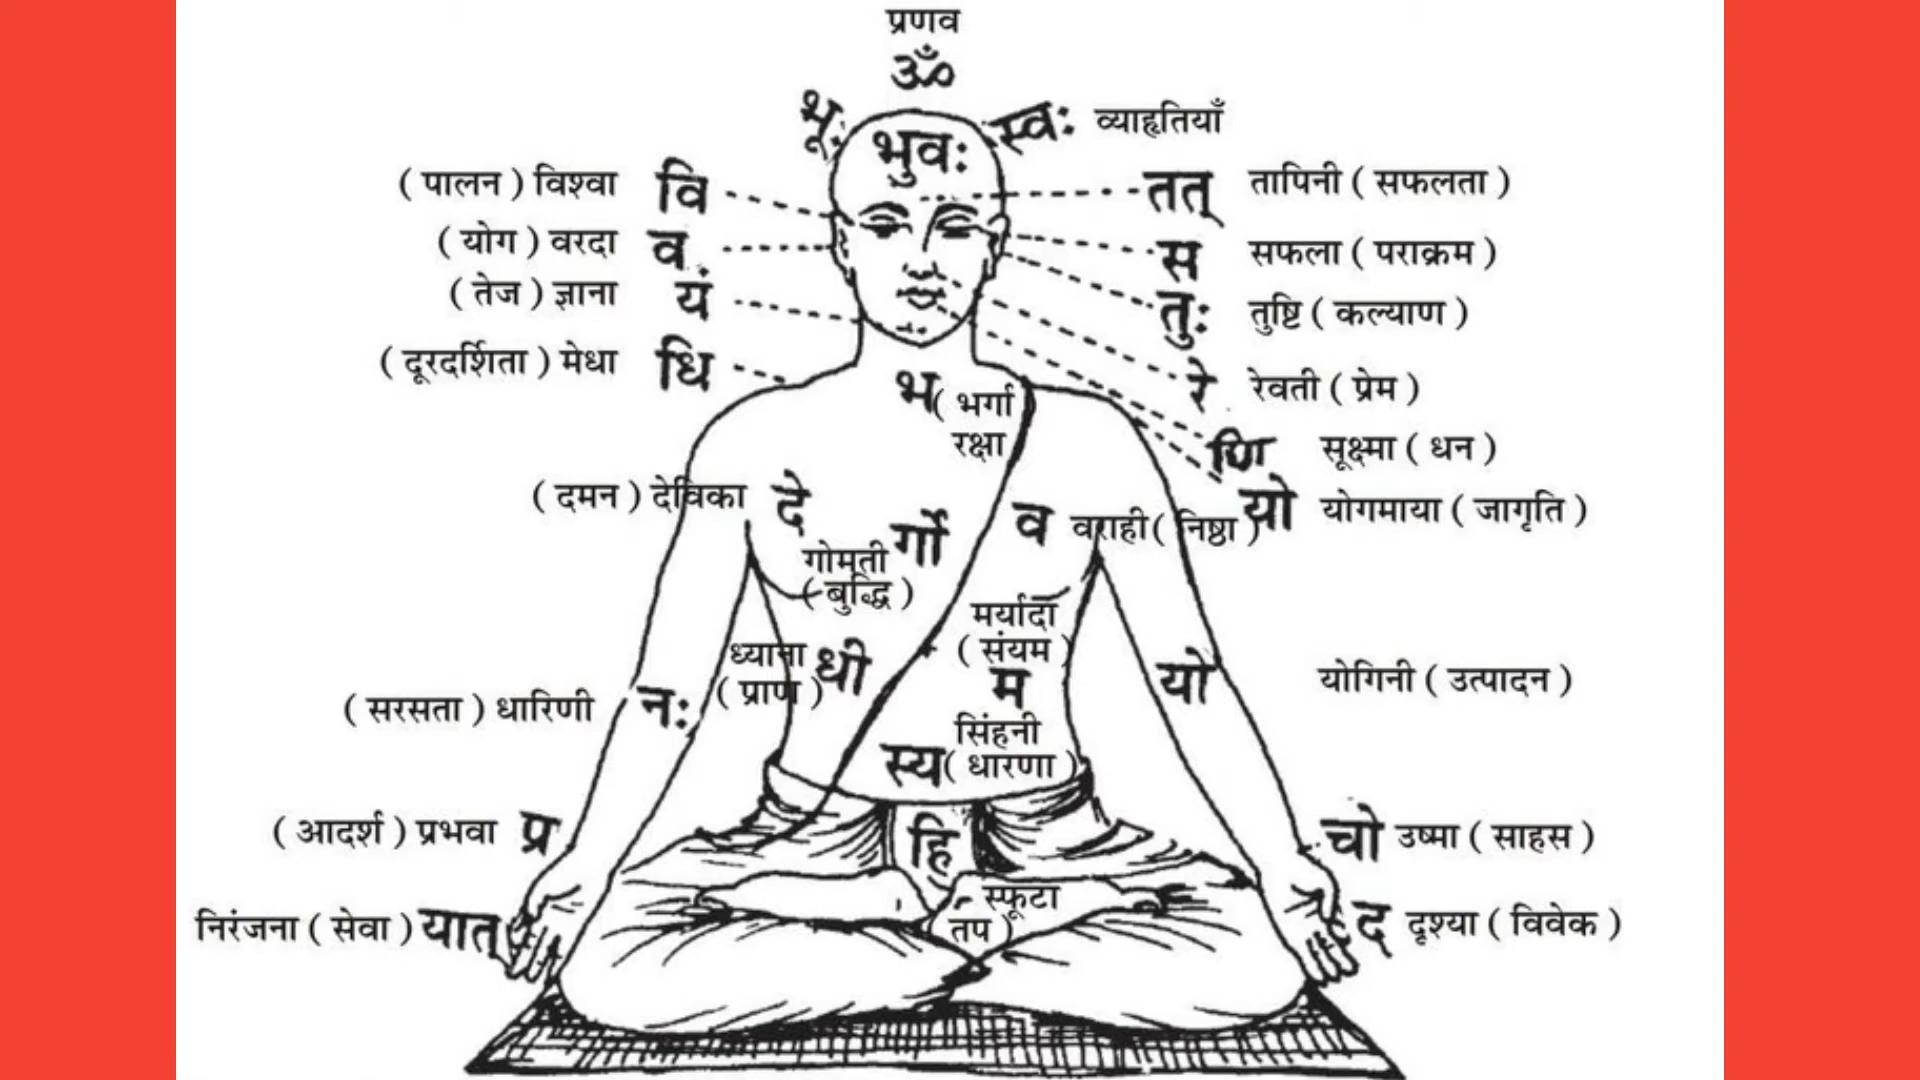 प्रणव
ॐ
भूः भुवः स्वः व्याहृतियाँ
( पालन ) विश्वा वि
तत् तापिनी ( सफलता )
( योग ) वरदा व
स सफला ( पराक्रम )
( तेज ) ज्ञाना यं
तुः तुष्टि ( कल्याण )
( दूरदर्शिता ) मेधा धि
रे रेवती ( प्रेम )
भ ( भर्गा
रक्षा
णि सूक्ष्मा ( धन )
( दमन ) देविका दे
यो योगमाया ( जागृति )
व वराही ( निष्ठा )
र्गो
गोमती
( बुद्धि )
मर्यादा
( संयम )
म
ध्याना
( प्राण )
धी
यो योगिनी ( उत्पादन )
( सरसता ) धारिणी नः
सिंहनी
स्य ( धारणा )
( आदर्श ) प्रभवा प्र
हि
चो उष्मा ( साहस )
स्फूटा
( तप )
निरंजना ( सेवा ) यात्
द दृश्या ( विवेक )